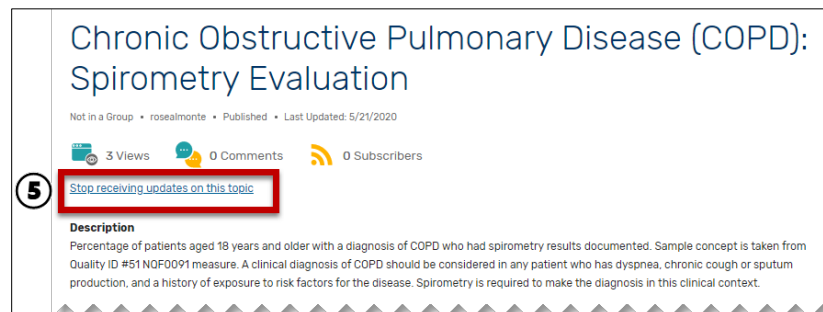 Chronic Obstructive Pulmonary Disease (COPD):
Spirometry Evaluation
Not in a Group • rosealmonte • Published • Last Updated: 5/21/2020
3 Views 0 Comments 0 Subscribers
5 Stop receiving updates on this topic
Description
Percentage of patients aged 18 years and older with a diagnosis of COPD who had spirometry results documented. Sample concept is taken from
Quality ID #51 NQF0091 measure. A clinical diagnosis of COPD should be considered in any patient who has dyspnea, chronic cough or sputum
production, and a history of exposure to risk factors for the disease. Spirometry is required to make the diagnosis in this clinical context.